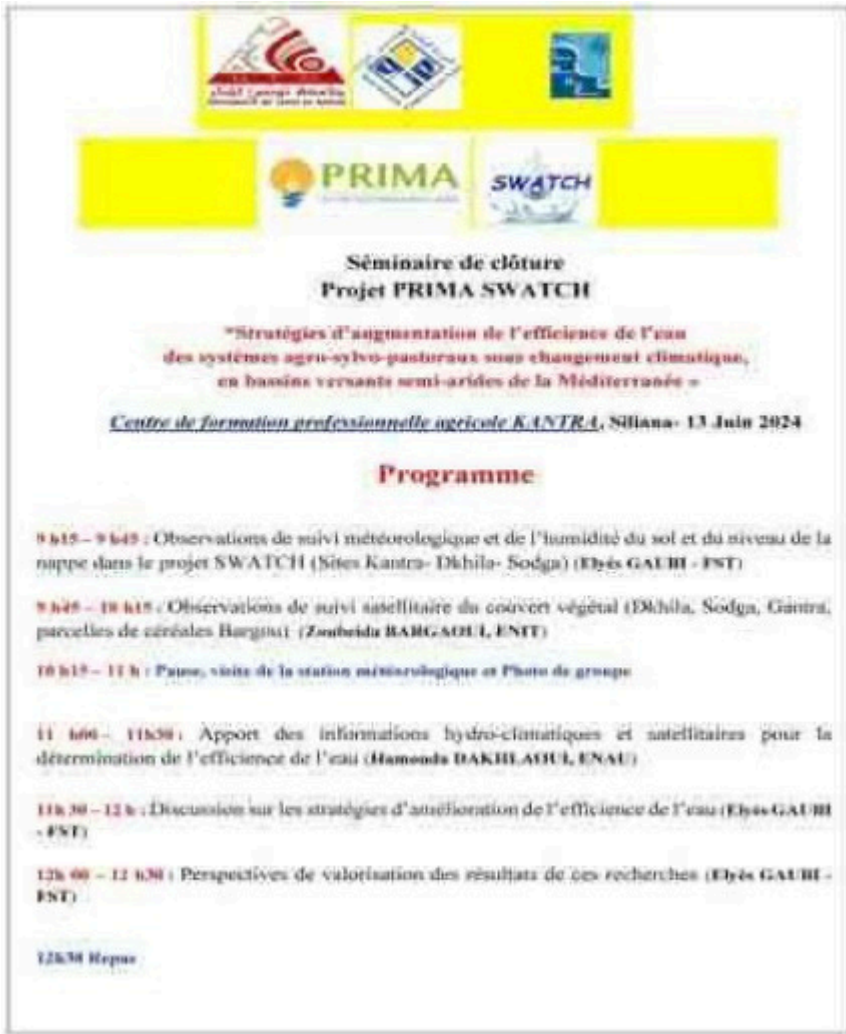 PRIMA
SWATCH
Séminaire de clôture
Projet PRIMA SWATCH
"Stratégies d'augmentation de l'efficience de l'eau
des systèmes agro-sylvo-pastoraux sous changement climatique,
en bassins versants semi-arides de la Méditerranée »
Centre de formation professionnelle agricole KANTRA, Siliana- 13 Juin 2024
Programme
9 h15 – 9 h45 : Observations de suivi météorologique et de l'humidité du sol et du niveau de la
nappe dans le projet SWATCH (Sites Kantra- Dkhila- Sodga) (Elyès GAUBI - FST)
9 h45 – 10 h15 : Observations de suivi satellitaire du couvert végétal (Dkhila, Sodga, Gantra,
parcelles de céréales Bargou) (Zoubeida BARGAOUI, ENIT)
10 h15 – 11 h : Pause, visite de la station météorologique et Photo de groupe
11 h00 – 11h30 : Apport des informations hydro-climatiques et satellitaires pour la
détermination de l'efficience de l'eau (Hamouda DAKHLAOUI, ENAU)
11h 30 – 12 h : Discussion sur les stratégies d'amélioration de l'efficience de l'eau (Elyès GAUBI
- FST)
12h 00 – 12 h30 : Perspectives de valorisation des résultats de ces recherches (Elyès GAUBI -
FST)
12h30 Repas